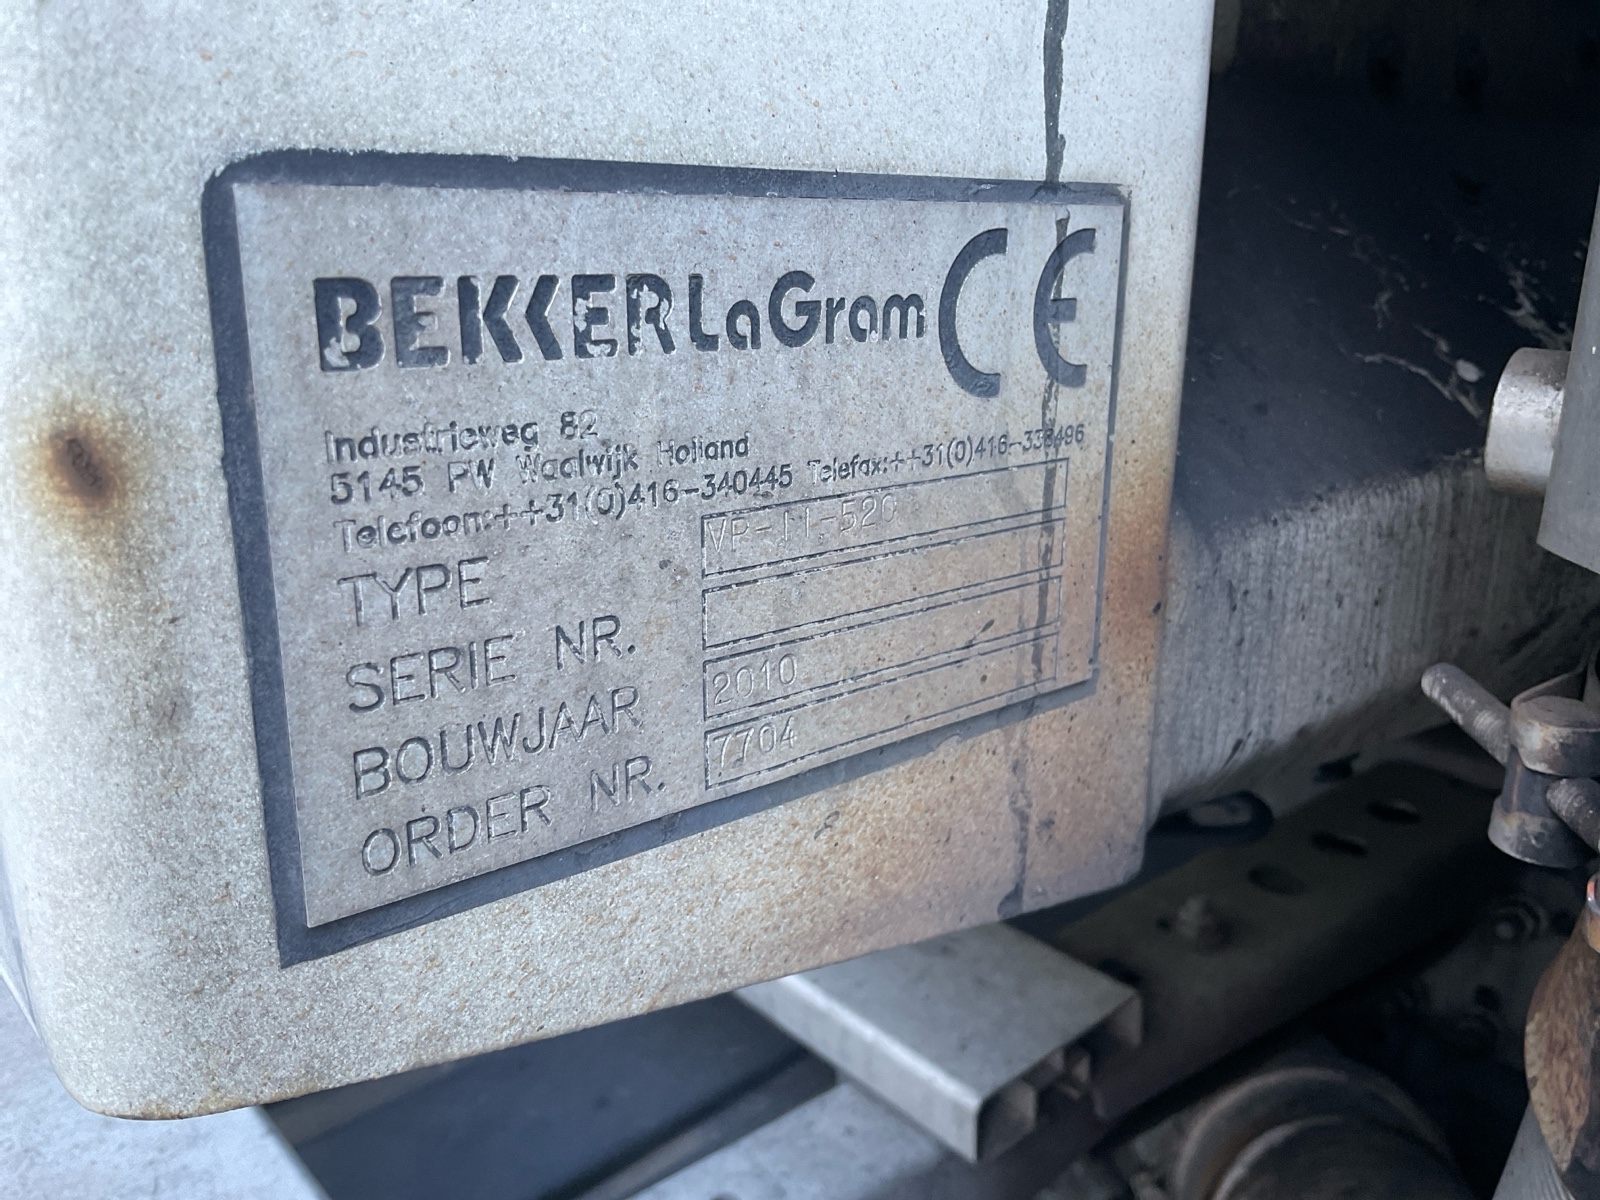 BEKKER LaGram CE
Industrieweg 82
5145 PW Waalwijk Holland
Telefoon:++31(0)416-340445 Telefax:++31(0)416-338496
TYPE VP-11-520
SERIE NR.
BOUWJAAR 2010
ORDER NR. 7704